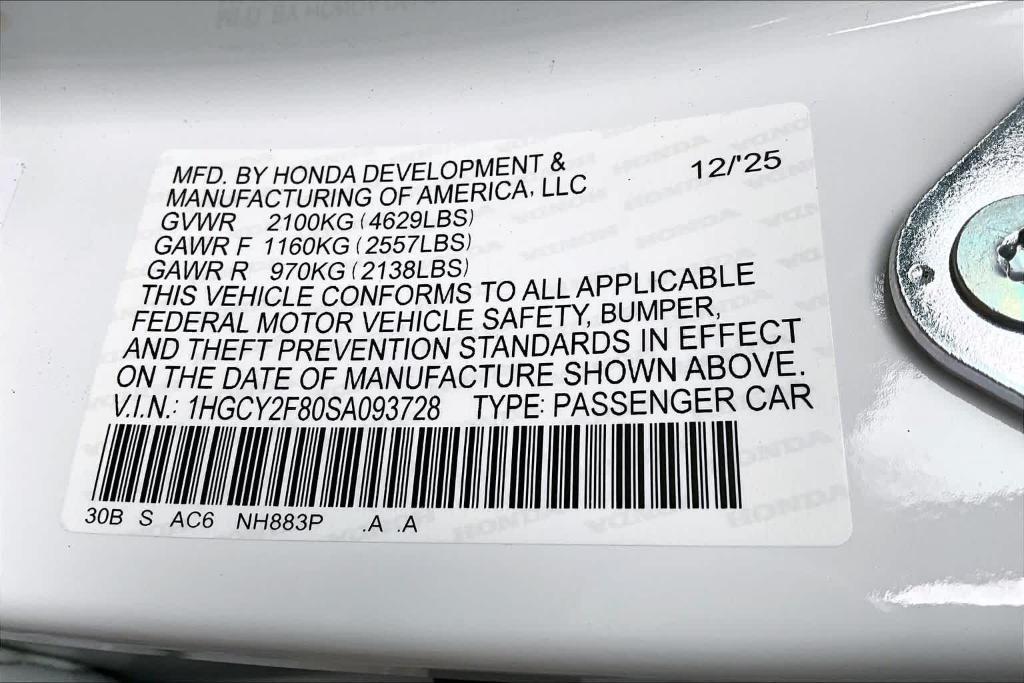 MFD. BY HONDA DEVELOPMENT & 12/'25
MANUFACTURING OF AMERICA, LLC
GVWR 2100KG (4629LBS)
GAWR F 1160KG (2557LBS)
GAWR R 970KG (2138LBS)
THIS VEHICLE CONFORMS TO ALL APPLICABLE
FEDERAL MOTOR VEHICLE SAFETY, BUMPER,
AND THEFT PREVENTION STANDARDS IN EFFECT
ON THE DATE OF MANUFACTURE SHOWN ABOVE.
V.I.N.: 1HGCY2F80SA093728 TYPE: PASSENGER CAR
30B S AC6 NH883P .A .A